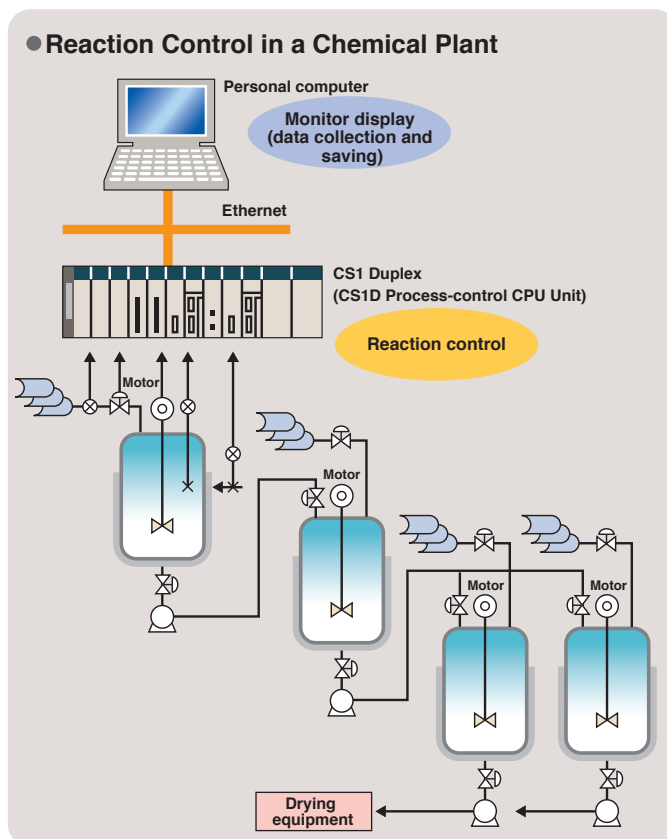 ● Reaction Control in a Chemical Plant
Personal computer
Monitor display
(data collection and
saving)
Ethernet
CS1 Duplex
(CS1D Process-control CPU Unit)
Reaction control
Motor
Motor
Motor
Motor
Drying
equipment